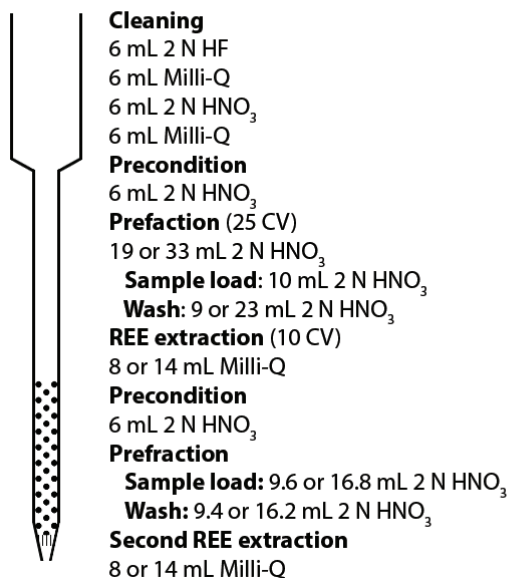 Cleaning
6 mL 2 N HF
6 mL Milli-Q
6 mL 2 N HNO₃
6 mL Milli-Q
Precondition
6 mL 2 N HNO₃
Prefaction (25 CV)
19 or 33 mL 2 N HNO₃
Sample load: 10 mL 2 N HNO₃
Wash: 9 or 23 mL 2 N HNO₃
REE extraction (10 CV)
8 or 14 mL Milli-Q
Precondition
6 mL 2 N HNO₃
Prefraction
Sample load: 9.6 or 16.8 mL 2 N HNO₃
Wash: 9.4 or 16.2 mL 2 N HNO₃
Second REE extraction
8 or 14 mL Milli-Q